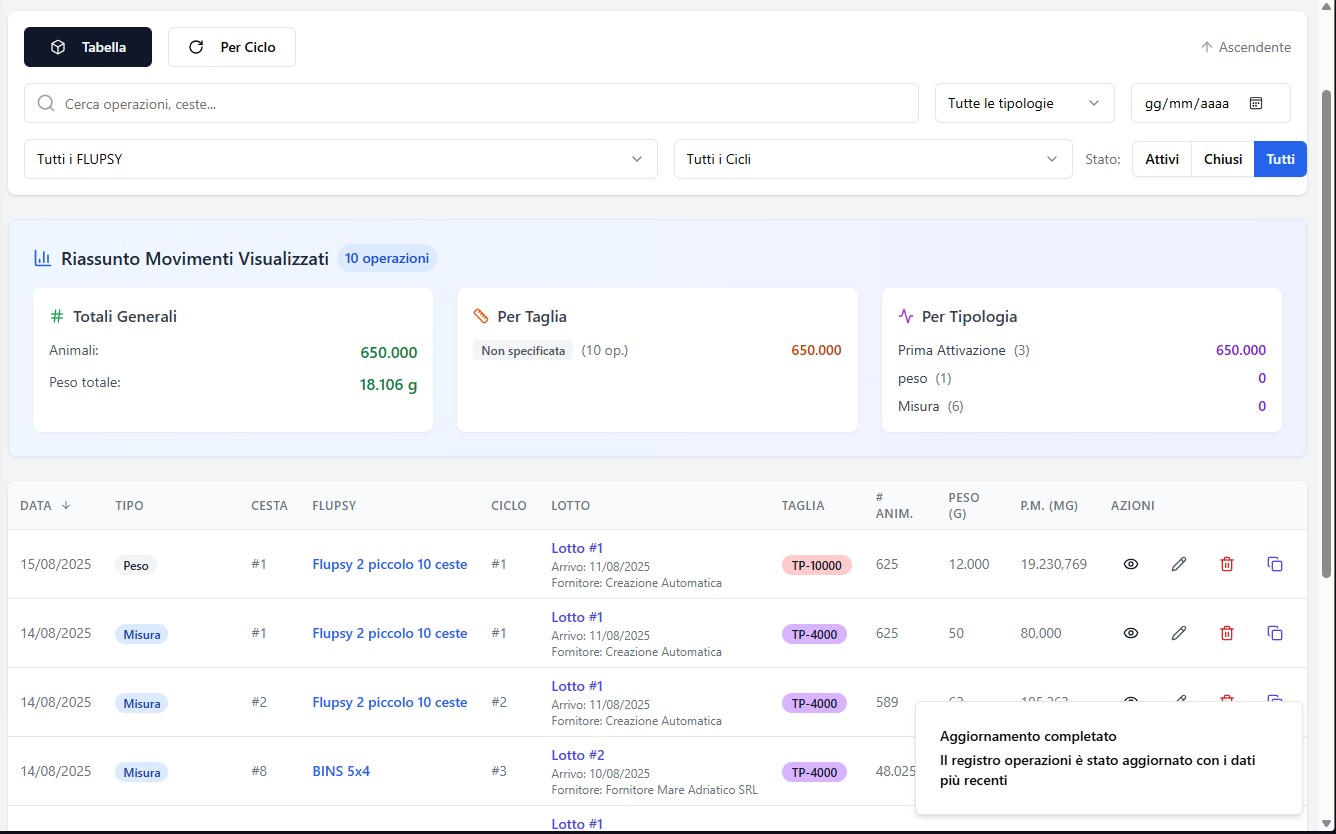 Tabella
Per Ciclo
Ascendente
Cerca operazioni, ceste...
Tutte le tipologie
gg/mm/aaaa
Tutti i FLUPSY
Tutti i Cicli
Stato:
Attivi
Chiusi
Tutti
Riassunto Movimenti Visualizzati
10 operazioni
Totali Generali
Animali:
650.000
Peso totale:
18.106 g
Per Taglia
Non specificata (10 op.)
650.000
Per Tipologia
Prima Attivazione (3)
650.000
peso (1)
0
Misura (6)
0
DATA TIPO CESTA FLUPSY CICLO LOTTO TAGLIA # ANIM. PESO (G) P.M. (MG) AZIONI
15/08/2025 Peso #1 Flupsy 2 piccolo 10 ceste #1
Lotto #1
Arrivo: 11/08/2025
Fornitore: Creazione Automatica
TP-10000 625 12.000 19.230,769
14/08/2025 Misura #1 Flupsy 2 piccolo 10 ceste #1
Lotto #1
Arrivo: 11/08/2025
Fornitore: Creazione Automatica
TP-4000 625 50 80,000
14/08/2025 Misura #2 Flupsy 2 piccolo 10 ceste #2
Lotto #1
Arrivo: 11/08/2025
Fornitore: Creazione Automatica
TP-4000 589
14/08/2025 Misura #8 BINS 5x4 #3
Lotto #2
Arrivo: 10/08/2025
Fornitore: Fornitore Mare Adriatico SRL
TP-4000 48.025
Lotto #1
Aggiornamento completato
Il registro operazioni è stato aggiornato con i dati
più recenti